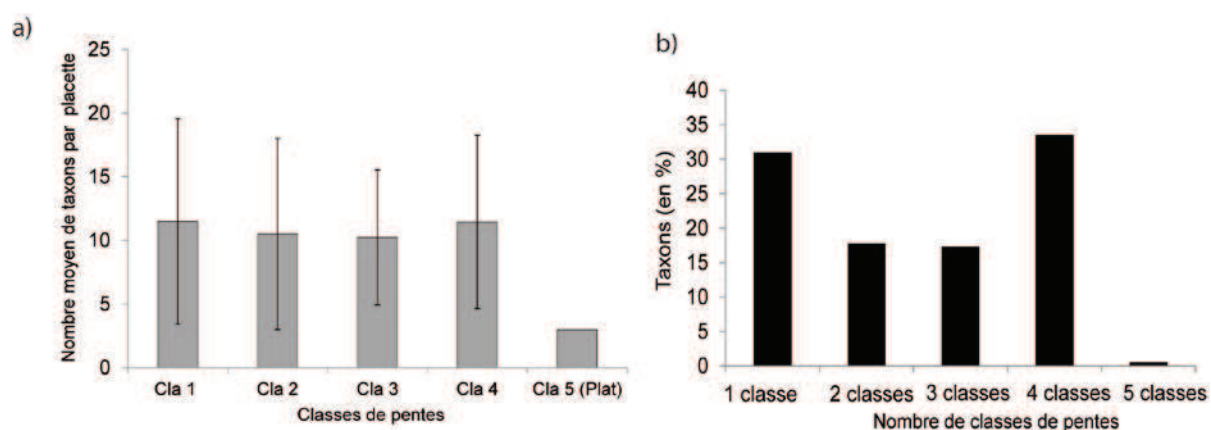 a)
Nombre moyen de taxons par placette
25
20
15
10
5
0
Cla 1 Cla 2 Cla 3 Cla 4 Cla 5 (Plat)
Classes de pentes
b)
Taxons (en %)
40
35
30
25
20
15
10
5
0
1 classe 2 classes 3 classes 4 classes 5 classes
Nombre de classes de pentes